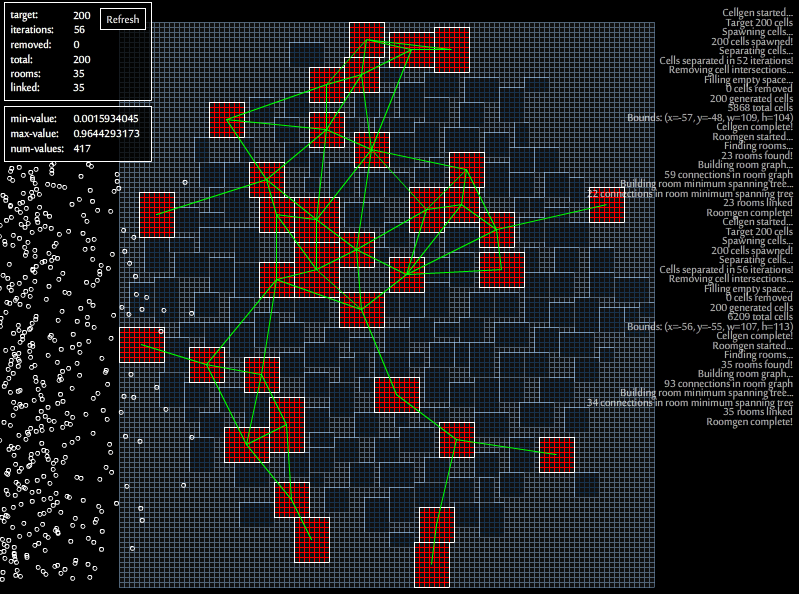 target: 200
Refresh
iterations: 56
removed: 0
total: 200
rooms: 35
linked: 35
min-value: 0.0015934045
max-value: 0.9644293173
num-values: 417
Cellgen started...
Target 200 cells
Spawning cells...
200 cells spawned!
Separating cells...
Cells separated in 52 iterations!
Removing cell intersections...
Filling empty space...
0 cells removed
200 generated cells
5868 total cells
Bounds: (x=-57, y=-48, w=109, h=104)
Cellgen complete!
Roomgen started...
Finding rooms...
23 rooms found!
Building room graph...
59 connections in room graph
Building room minimum spanning tree...
22 connections in room minimum spanning tree
23 rooms linked
Roomgen complete!
Cellgen started...
Target 200 cells
Spawning cells...
200 cells spawned!
Separating cells...
Cells separated in 56 iterations!
Removing cell intersections...
Filling empty space...
0 cells removed
200 generated cells
6209 total cells
Bounds: (x=-56, y=-55, w=107, h=113)
Cellgen complete!
Roomgen started...
Finding rooms...
35 rooms found!
Building room graph...
93 connections in room graph
Building room minimum spanning tree...
34 connections in room minimum spanning tree
35 rooms linked
Roomgen complete!